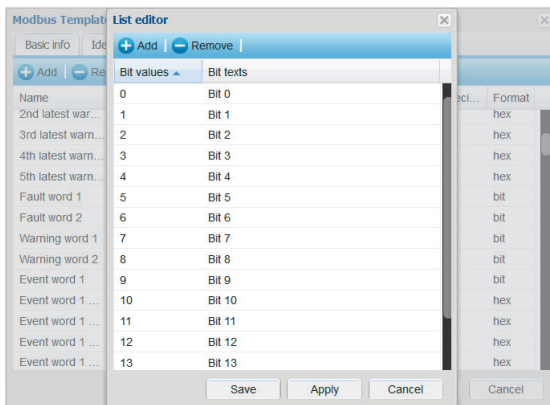 Modbus Templat
List editor
Basic info Ide
Add Remove
Add Re
Bit values Bit texts
Name
eci... Format
0 Bit 0
2nd latest war... hex
1 Bit 1
3rd latest warn... hex
2 Bit 2
4th latest warn... hex
3 Bit 3
5th latest warn... hex
4 Bit 4
Fault word 1 bit
5 Bit 5
Fault word 2 bit
6 Bit 6
Warning word 1 bit
7 Bit 7
Warning word 2 bit
8 Bit 8
Event word 1 bit
9 Bit 9
Event word 1 ... hex
10 Bit 10
Event word 1 ... hex
11 Bit 11
Event word 1 ... hex
12 Bit 12
Event word 1 ... hex
13 Bit 13
Save Apply Cancel
Cancel